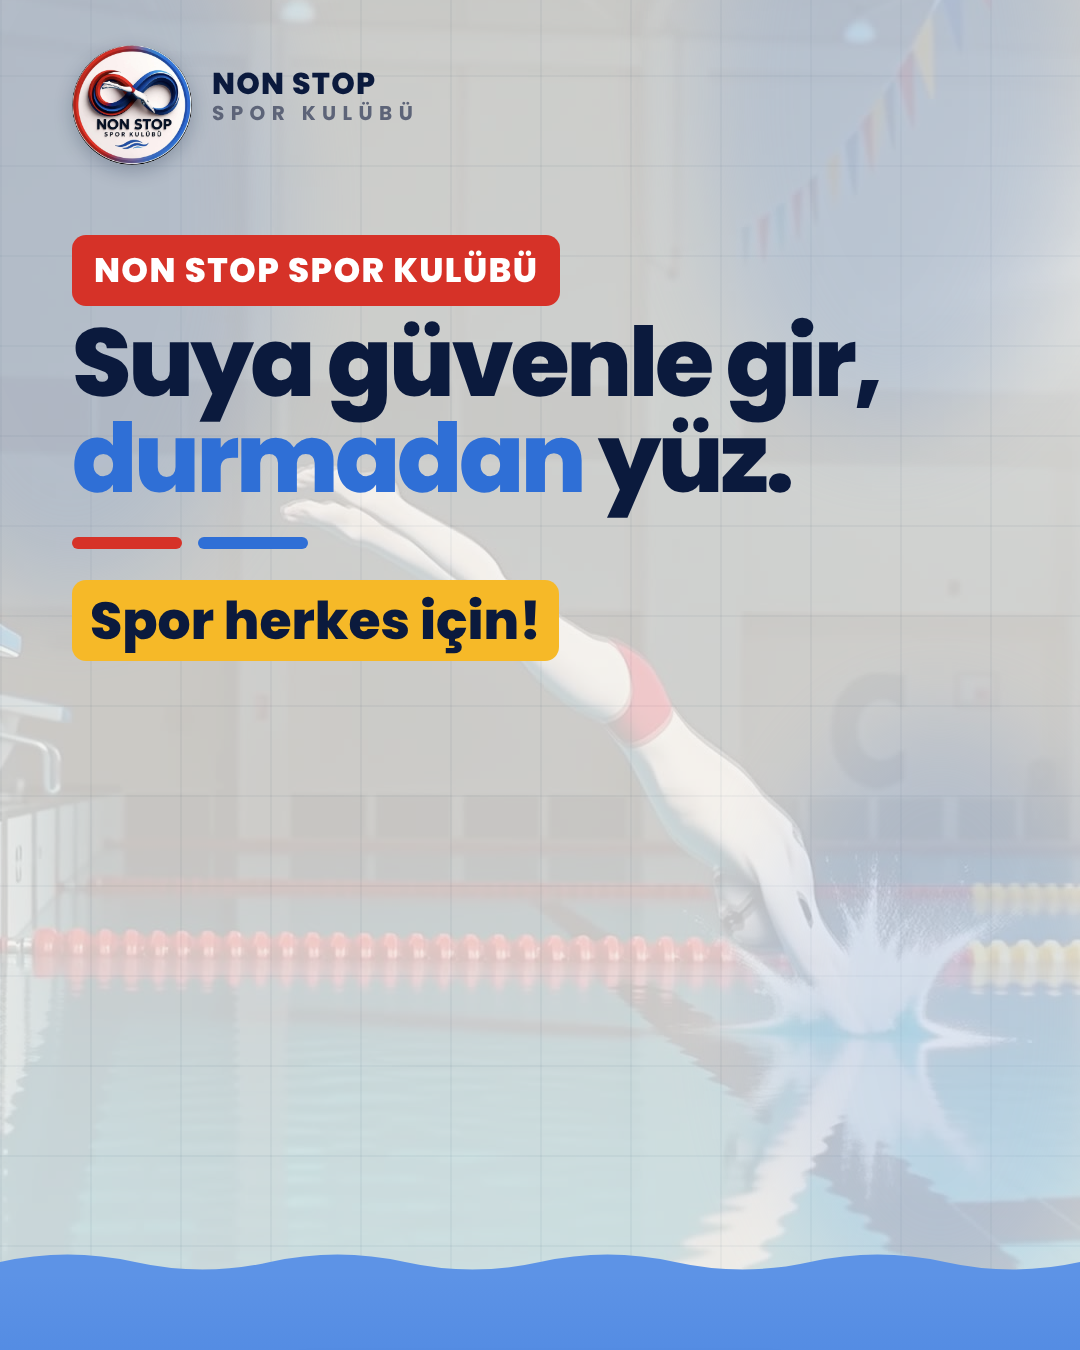 NON STOP
SPOR KULÜBÜ
NON STOP
SPOR KULÜBÜ
NON STOP SPOR KULÜBÜ
Suya güvenle gir,
durmadan yüz.
Spor herkes için!
C